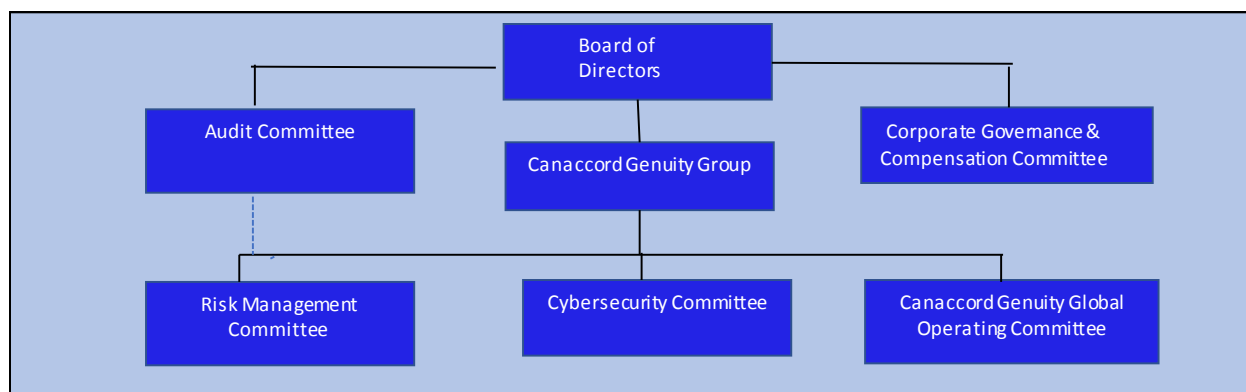 Board of
Directors
Audit Committee
Corporate Governance &
Compensation Committee
Canaccord Genuity Group
Risk Management
Committee
Cybersecurity Committee
Canaccord Genuity Global
Operating Committee